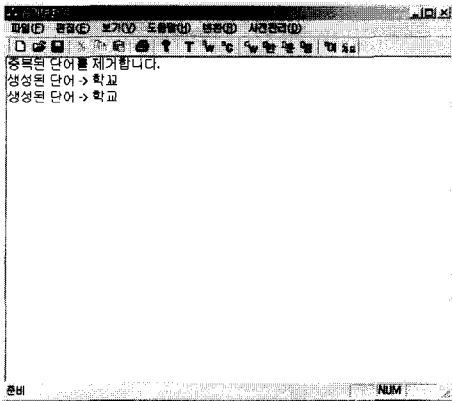 파일(F) 편집(E) 보기(V) 도움말(H) 변환(B) 사전관리(D)
중복된 단어를 제거합니다.
생성된 단어 -> 학꾜
생성된 단어 -> 학교
준비 NUM